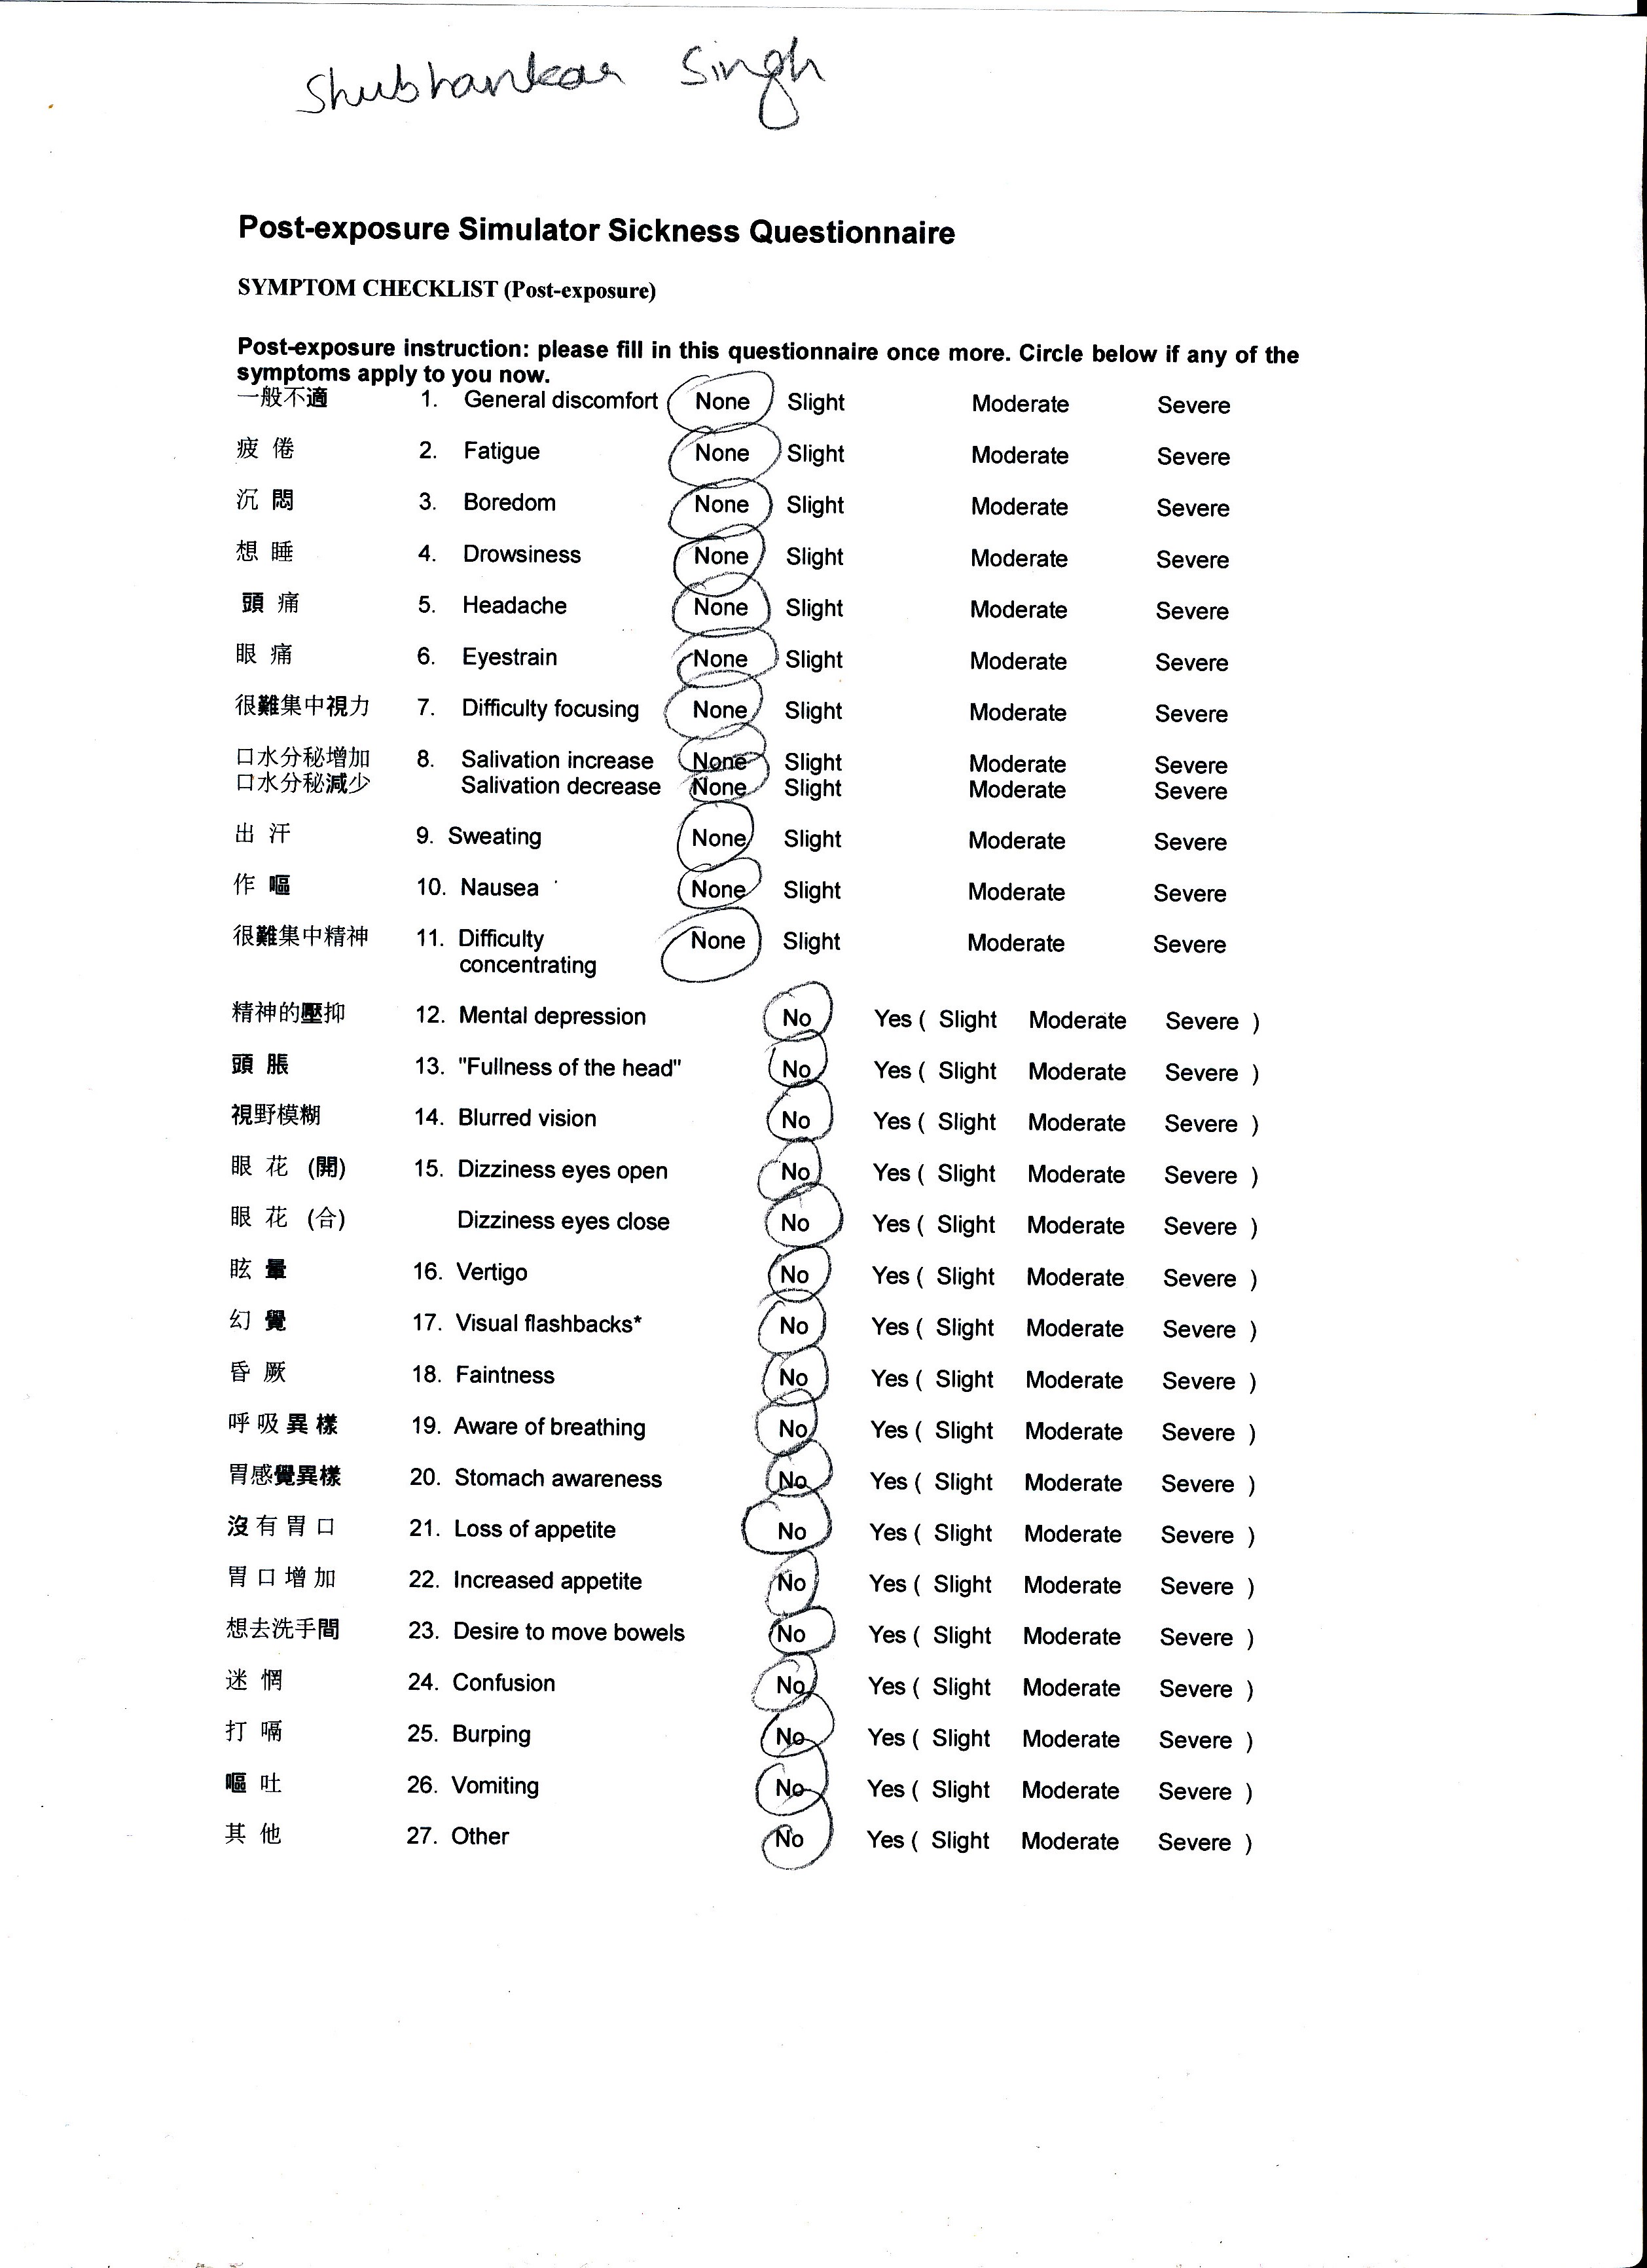 Shubhankar Singh
Post-exposure Simulator Sickness Questionnaire
SYMPTOM CHECKLIST (Post-exposure)
Post-exposure instruction: please fill in this questionnaire once more. Circle below if any of the
symptoms apply to you now.
一般不適 1. General discomfort None Slight Moderate Severe
疲 倦 2. Fatigue None Slight Moderate Severe
沉 悶 3. Boredom None Slight Moderate Severe
想 睡 4. Drowsiness None Slight Moderate Severe
頭 痛 5. Headache None Slight Moderate Severe
眼 痛 6. Eyestrain None Slight Moderate Severe
很難集中視力 7. Difficulty focusing None Slight Moderate Severe
口水分秘增加 8. Salivation increase None Slight Moderate Severe
口水分秘減少 Salivation decrease None Slight Moderate Severe
出 汗 9. Sweating None Slight Moderate Severe
作 嘔 10. Nausea None Slight Moderate Severe
很難集中精神 11. Difficulty None Slight Moderate Severe
concentrating
精神的壓抑 12. Mental depression No Yes ( Slight Moderate Severe )
頭 脹 13. "Fullness of the head" No Yes ( Slight Moderate Severe )
視野模糊 14. Blurred vision No Yes ( Slight Moderate Severe )
眼 花 (開) 15. Dizziness eyes open No Yes ( Slight Moderate Severe )
眼 花 (合) Dizziness eyes close No Yes ( Slight Moderate Severe )
眩 暈 16. Vertigo No Yes ( Slight Moderate Severe )
幻 覺 17. Visual flashbacks* No Yes ( Slight Moderate Severe )
昏 厥 18. Faintness No Yes ( Slight Moderate Severe )
呼 吸 異 樣 19. Aware of breathing No Yes ( Slight Moderate Severe )
胃感覺異樣 20. Stomach awareness No Yes ( Slight Moderate Severe )
沒 有 胃 口 21. Loss of appetite No Yes ( Slight Moderate Severe )
胃 口 增 加 22. Increased appetite No Yes ( Slight Moderate Severe )
想去洗手間 23. Desire to move bowels No Yes ( Slight Moderate Severe )
迷 惘 24. Confusion No Yes ( Slight Moderate Severe )
打 嗝 25. Burping No Yes ( Slight Moderate Severe )
嘔 吐 26. Vomiting No Yes ( Slight Moderate Severe )
其 他 27. Other No Yes ( Slight Moderate Severe )